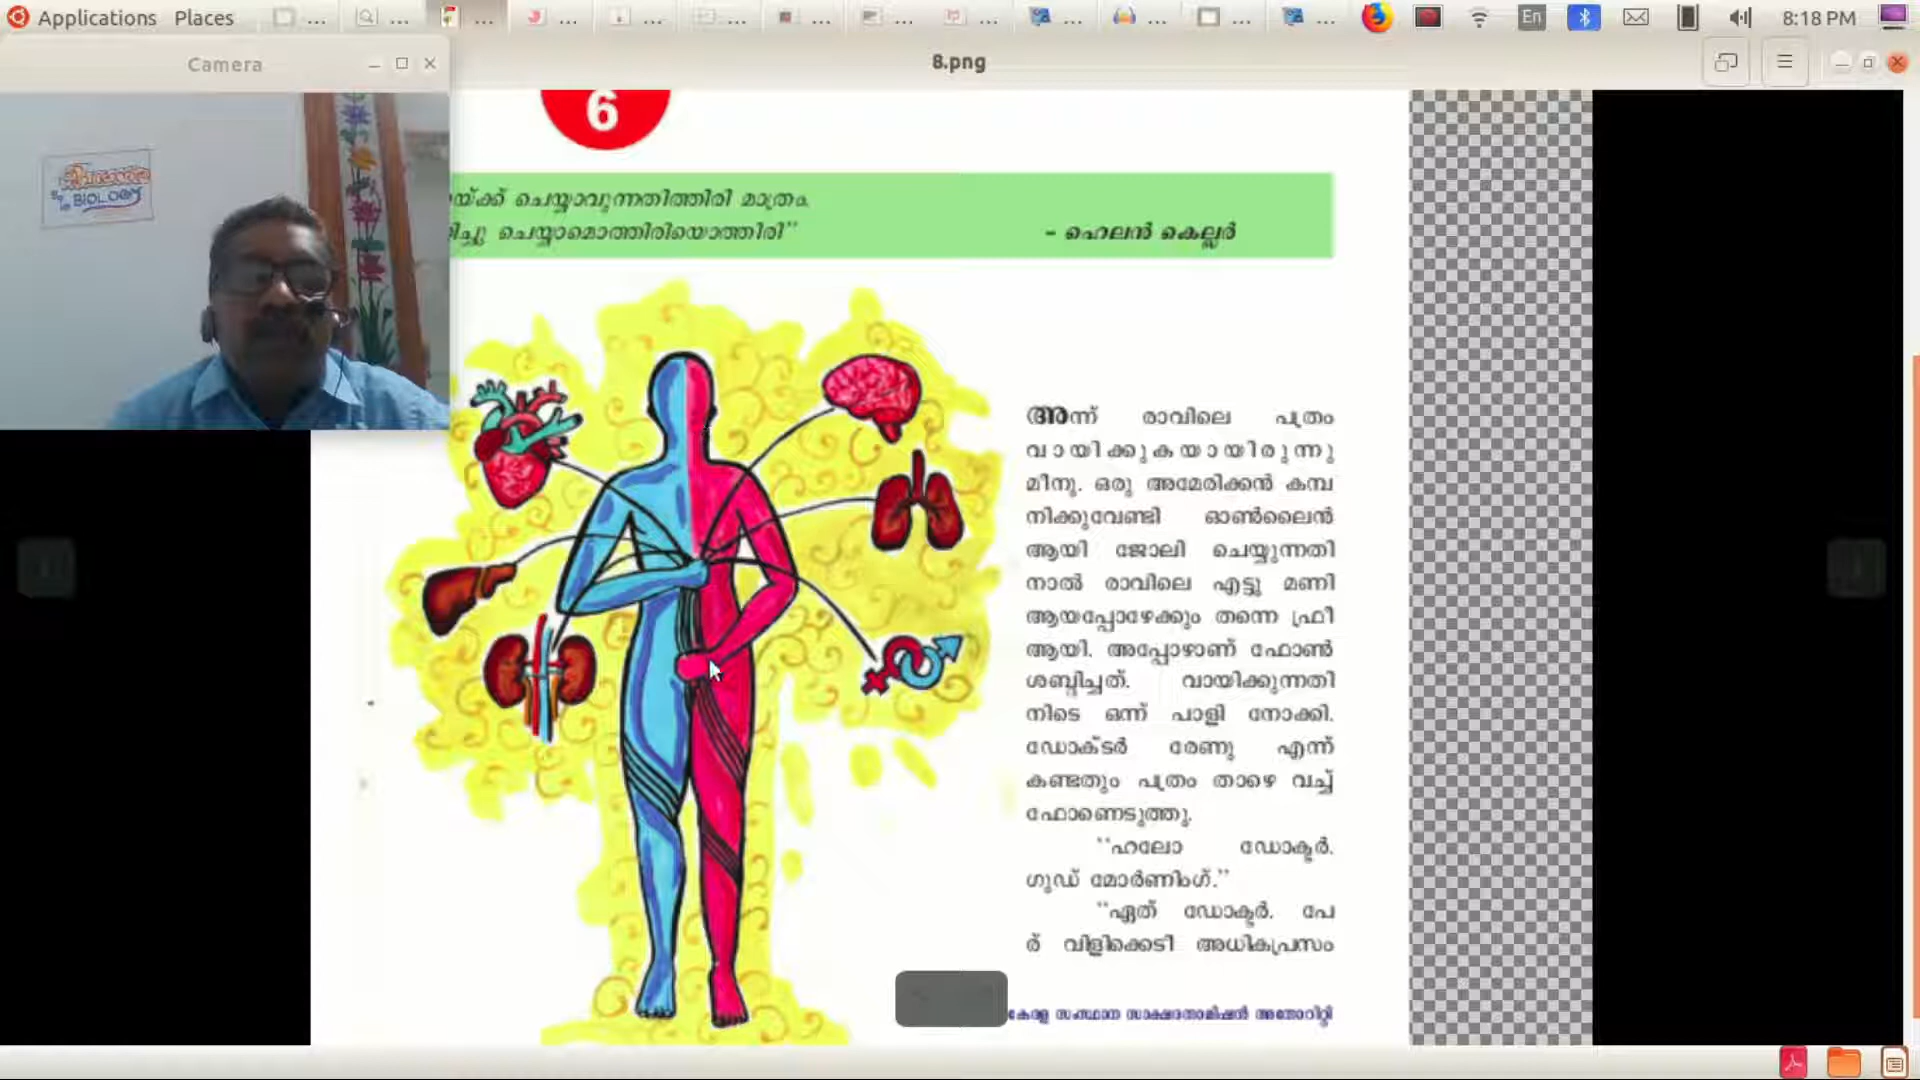 Applications Places
En
8:18 PM
Camera
8.png
BIOLOGY
6
യ്ക്ക് ചെയ്യാവുന്നതിത്തിരി മാത്രം.
ിച്ചു ചെയ്യാമൊത്തിരിയൊത്തിരി”
– ഹെലൻ കെല്ലർ
അന്ന് രാവിലെ പത്രം
വായിക്കുകയായിരുന്നു
മീനു. ഒരു അമേരിക്കൻ കമ്പ
നിക്കുവേണ്ടി ഓൺലൈൻ
ആയി ജോലി ചെയ്യുന്നതി
നാൽ രാവിലെ എട്ടു മണി
ആയപ്പോഴേക്കും തന്നെ ഫ്രീ
ആയി. അപ്പോഴാണ് ഫോൺ
ശബ്ദിച്ചത്. വായിക്കുന്നതി
നിടെ ഒന്ന് പാളി നോക്കി.
ഡോക്ടർ രേണു എന്ന്
കണ്ടതും പത്രം താഴെ വച്ച്
ഫോണെടുത്തു.
“ഹലോ ഡോക്ടർ.
ഗുഡ് മോർണിംഗ്.”
“ഏത് ഡോക്ടർ. പേ
ര് വിളിക്കെടീ അധികപ്രസം
കേരള സംസ്ഥാന സാക്ഷരതാമിഷൻ അതോറിറ്റി